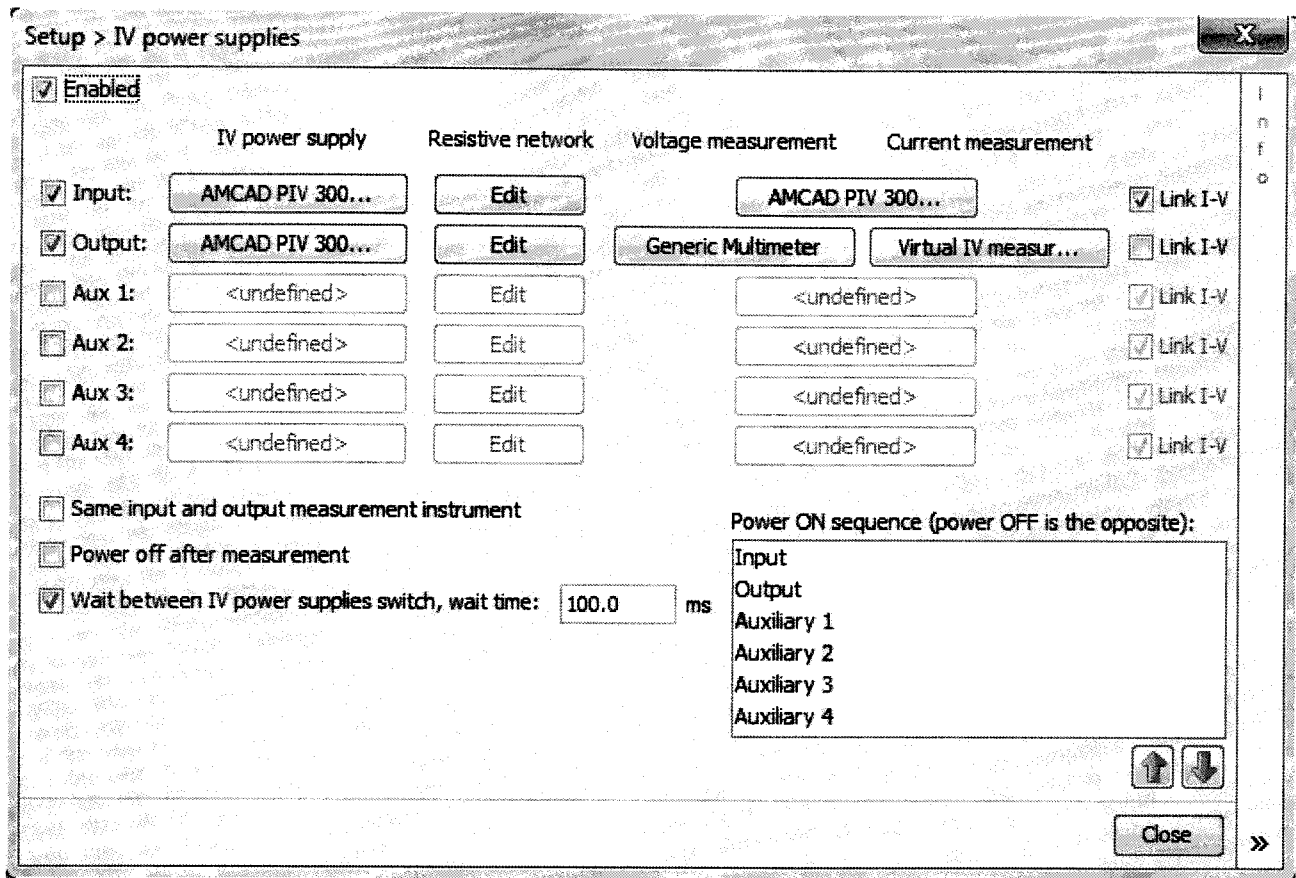 Setup > IV power supplies
X
Enabled
IV power supply Resistive network Voltage measurement Current measurement
Input: AMCAD PIV 300... Edit AMCAD PIV 300... Link I-V
Output: AMCAD PIV 300... Edit Generic Multimeter Virtual IV measur... Link I-V
Aux 1: <undefined> Edit <undefined> Link I-V
Aux 2: <undefined> Edit <undefined> Link I-V
Aux 3: <undefined> Edit <undefined> Link I-V
Aux 4: <undefined> Edit <undefined> Link I-V
Same input and output measurement instrument
Power off after measurement
Wait between IV power supplies switch, wait time: 100.0 ms
Power ON sequence (power OFF is the opposite):
Input
Output
Auxiliary 1
Auxiliary 2
Auxiliary 3
Auxiliary 4
Close
Info
»